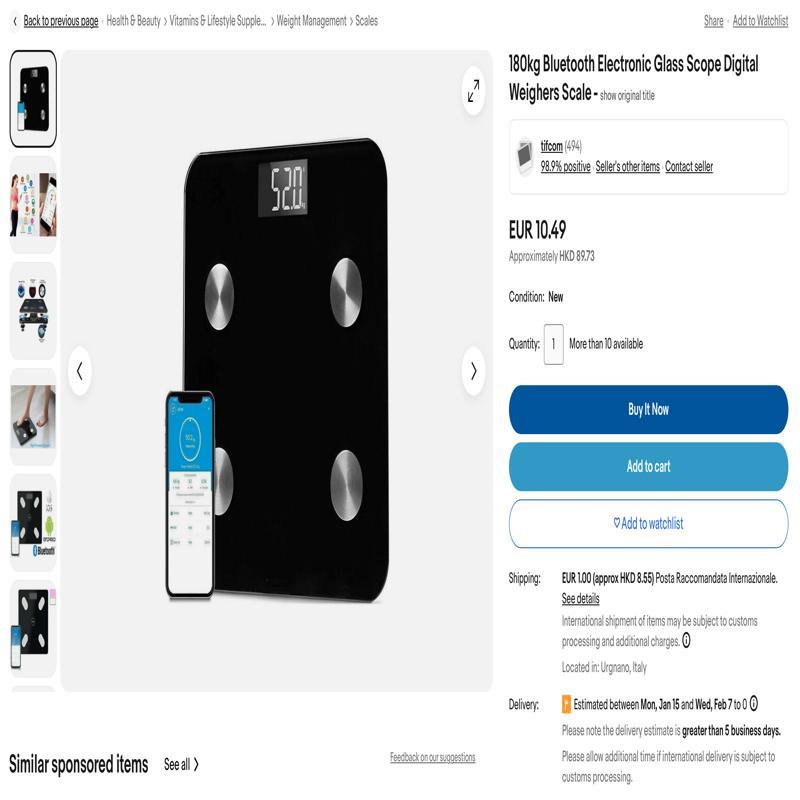 Back to previous page · Health & Beauty > Vitamins & Lifestyle Supple... > Weight Management > Scales
Share · Add to Watchlist
180kg Bluetooth Electronic Glass Scope Digital
Weighers Scale - show original title
tifcom (494)
98.9% positive · Seller's other items · Contact seller
EUR 10.49
Approximately HKD 89.73
Condition: New
Quantity: 1 More than 10 available
Buy It Now
Add to cart
Add to watchlist
Shipping: EUR 1.00 (approx HKD 8.55) Posta Raccomandata Internazionale.
See details
International shipment of items may be subject to customs
processing and additional charges.
Located in: Urgnano, Italy
Delivery: Estimated between Mon, Jan 15 and Wed, Feb 7 to 0
Please note the delivery estimate is greater than 5 business days.
Please allow additional time if international delivery is subject to
customs processing.
52.0
Bluetooth
Similar sponsored items See all >
Feedback on our suggestions